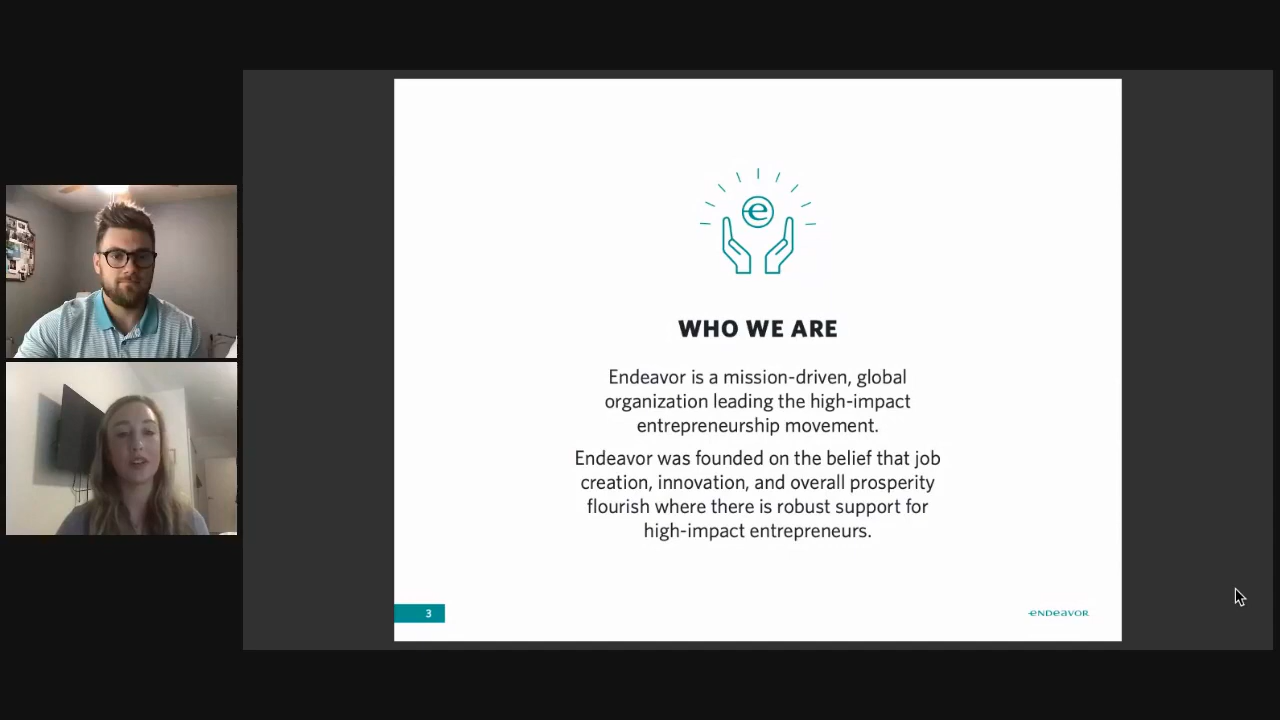 e
WHO WE ARE
Endeavor is a mission-driven, global
organization leading the high-impact
entrepreneurship movement.
Endeavor was founded on the belief that job
creation, innovation, and overall prosperity
flourish where there is robust support for
high-impact entrepreneurs.
3
ENDEAVOR